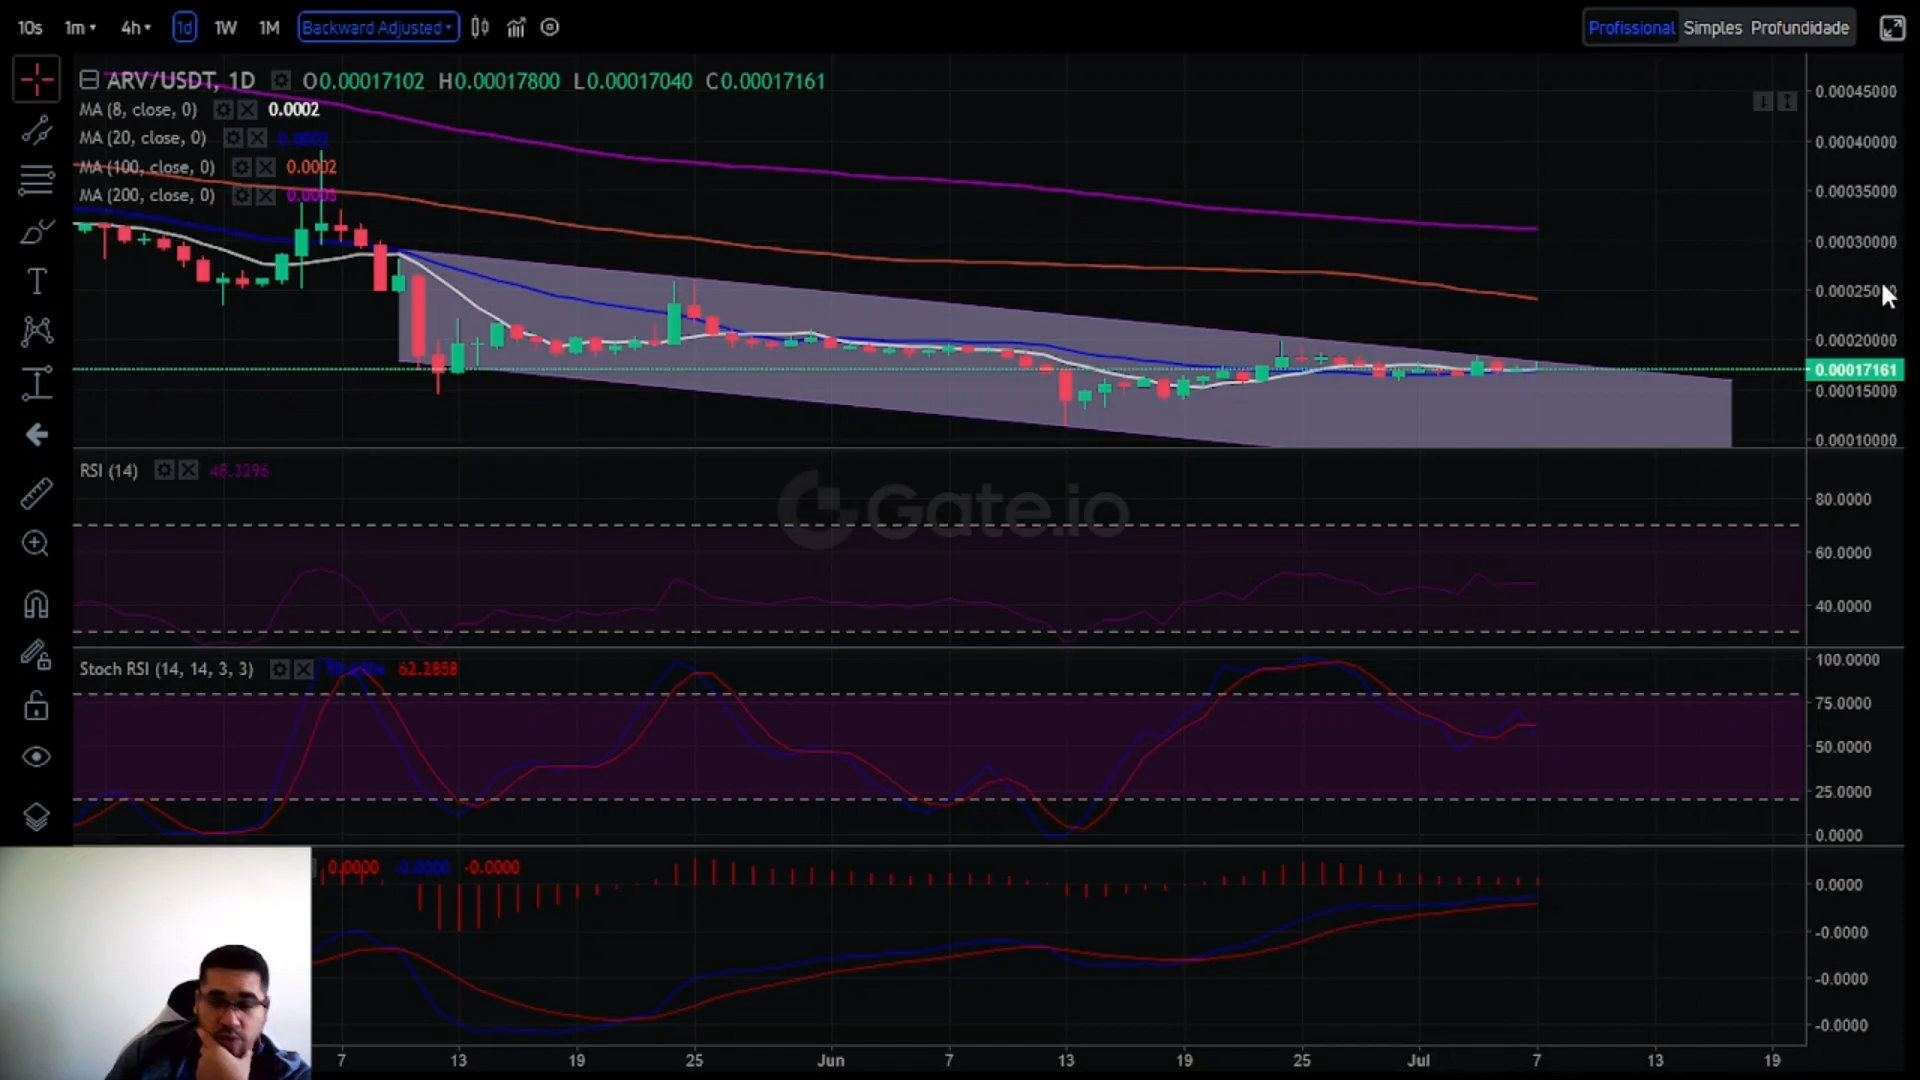 10s 1m 4h 1d 1W 1M Backward Adjusted
Profissional Simples Profundidade
ARV/USDT, 1D O0.00017102 H0.00017800 L0.00017040 C0.00017161
MA (8, close, 0) 0.0002
MA (20, close, 0)
MA (100, close, 0) 0.0002
MA (200, close, 0) 0.0003
0.00045000
0.00040000
0.00035000
0.00030000
0.00025000
0.00020000
0.00017161
0.00015000
0.00010000
RSI (14) 48.3296
Gate.io
80.0000
60.0000
40.0000
Stoch RSI (14, 14, 3, 3) 62.2858
100.0000
75.0000
50.0000
25.0000
0.0000
0.0000 -0.0000 -0.0000
0.0000
-0.0000
-0.0000
-0.0000
7 13 19 25 Jun 7 13 19 25 Jul 7 13 19